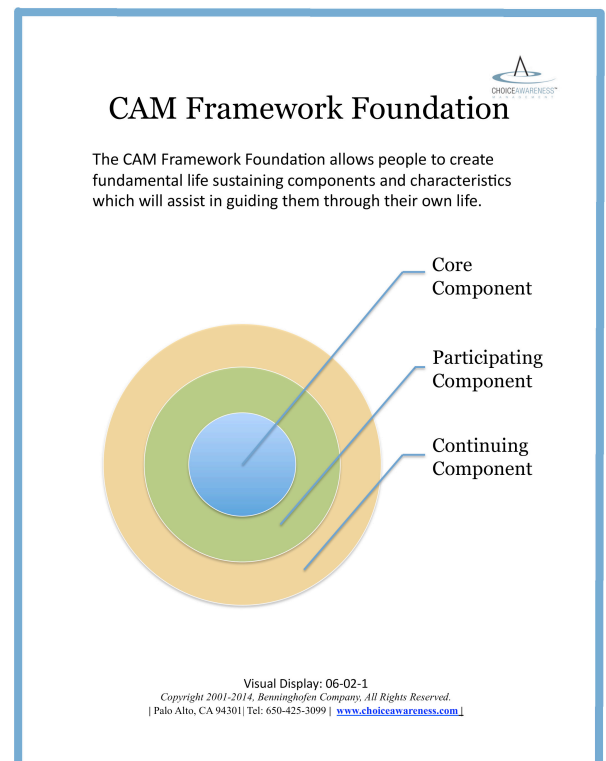 CHOICEAWARENESS™
MANAGEMENT
CAM Framework Foundation
The CAM Framework Foundation allows people to create
fundamental life sustaining components and characteristics
which will assist in guiding them through their own life.
Core
Component
Participating
Component
Continuing
Component
Visual Display: 06-02-1
Copyright 2001-2014, Benninghofen Company, All Rights Reserved.
| Palo Alto, CA 94301| Tel: 650-425-3099 | www.choiceawareness.com |